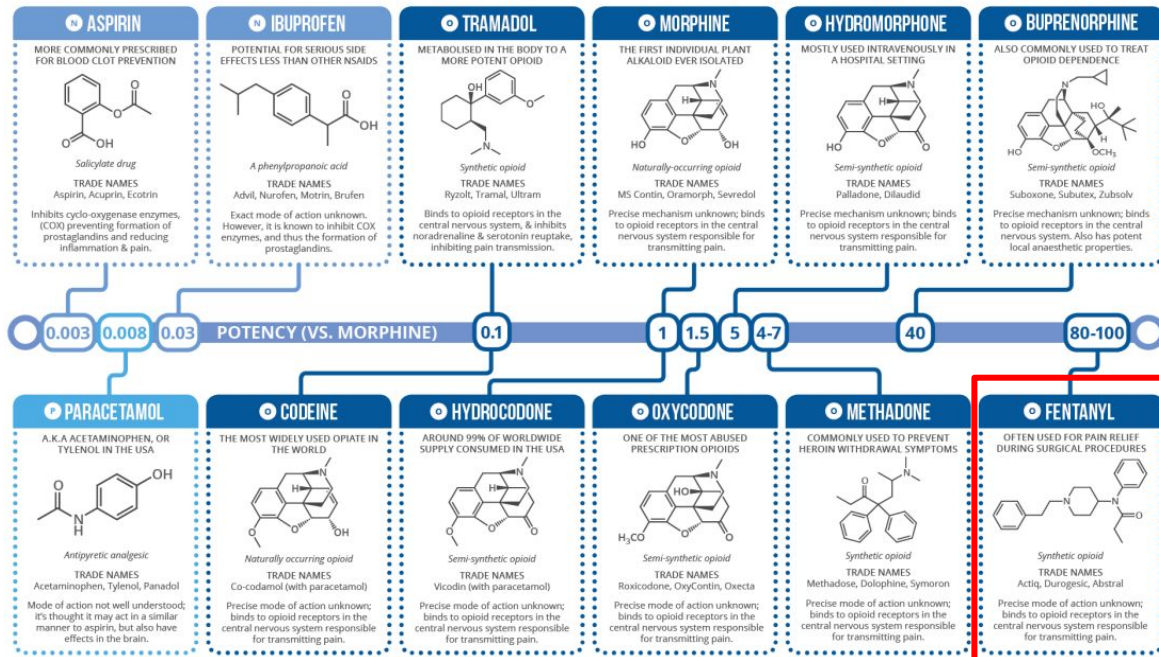 N ASPIRIN
MORE COMMONLY PRESCRIBED
FOR BLOOD CLOT PREVENTION
O
O
O
OH
Salicylate drug
TRADE NAMES
Aspirin, Acuprin, Ecotrin
Inhibits cyclo-oxygenase enzymes,
(COX) preventing formation of
prostaglandins and reducing
inflammation & pain.
N IBUPROFEN
POTENTIAL FOR SERIOUS SIDE
EFFECTS LESS THAN OTHER NSAIDS
O
OH
A phenylpropanoic acid
TRADE NAMES
Advil, Nurofen, Motrin, Brufen
Exact mode of action unknown.
However, it is known to inhibit COX
enzymes, and thus the formation of
prostaglandins.
O TRAMADOL
METABOLISED IN THE BODY TO A
MORE POTENT OPIOID
OH
O
N
Synthetic opioid
TRADE NAMES
Ryzolt, Tramal, Ultram
Binds to opioid receptors in the
central nervous system, & inhibits
noradrenaline & serotonin reuptake,
inhibiting pain transmission.
O MORPHINE
THE FIRST INDIVIDUAL PLANT
ALKALOID EVER ISOLATED
N
H
HO
O
OH
Naturally-occurring opioid
TRADE NAMES
MS Contin, Oramorph, Sevredol
Precise mechanism unknown; binds
to opioid receptors in the central
nervous system responsible for
transmitting pain.
O HYDROMORPHONE
MOSTLY USED INTRAVENOUSLY IN
A HOSPITAL SETTING
N
H
HO
O
O
Semi-synthetic opioid
TRADE NAMES
Palladone, Dilaudid
Precise mechanism unknown; binds
to opioid receptors in the central
nervous system responsible for
transmitting pain.
O BUPRENORPHINE
ALSO COMMONLY USED TO TREAT
OPIOID DEPENDENCE
N
HO
H
HO
O
OCH3
Semi-synthetic opioid
TRADE NAMES
Suboxone, Subutex, Zubsolv
Precise mechanism unknown; binds
to opioid receptors in the central
nervous system. Also has potent
local anaesthetic properties.
0.003
0.008
0.03
POTENCY (VS. MORPHINE)
0.1
1
1.5
5
4-7
40
80-100
P PARACETAMOL
A.K.A ACETAMINOPHEN, OR
TYLENOL IN THE USA
OH
O
N
H
Antipyretic analgesic
TRADE NAMES
Acetaminophen, Tylenol, Panadol
Mode of action not well understood;
it's thought it may act in a similar
manner to aspirin, but also have
effects in the brain.
O CODEINE
THE MOST WIDELY USED OPIATE IN
THE WORLD
N
H
O
O
OH
Naturally occurring opioid
TRADE NAMES
Co-codamol (with paracetamol)
Precise mode of action unknown;
binds to opioid receptors in the
central nervous system responsible
for transmitting pain.
O HYDROCODONE
AROUND 99% OF WORLDWIDE
SUPPLY CONSUMED IN THE USA
N
H
O
O
O
Semi-synthetic opioid
TRADE NAMES
Vicodin (with paracetamol)
Precise mode of action unknown;
binds to opioid receptors in the
central nervous system responsible
for transmitting pain.
O OXYCODONE
ONE OF THE MOST ABUSED
PRESCRIPTION OPIOIDS
N
HO
H3CO
O
O
Semi-synthetic opioid
TRADE NAMES
Roxicodone, OxyContin, Oxecta
Precise mode of action unknown;
binds to opioid receptors in the
central nervous system responsible
for transmitting pain.
O METHADONE
COMMONLY USED TO PREVENT
HEROIN WITHDRAWAL SYMPTOMS
N
O
Synthetic opioid
TRADE NAMES
Methadose, Dolophine, Symoron
Precise mode of action unknown;
binds to opioid receptors in the
central nervous system responsible
for transmitting pain.
O FENTANYL
OFTEN USED FOR PAIN RELIEF
DURING SURGICAL PROCEDURES
N
N
O
Synthetic opioid
TRADE NAMES
Actiq, Durogesic, Abstral
Precise mode of action unknown;
binds to opioid receptors in the
central nervous system responsible
for transmitting pain.